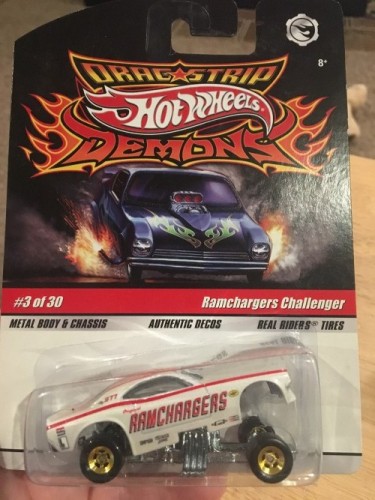 8+
DRAG★STRIP
Hot Wheels
DEMONS
#3 of 30
Ramchargers Challenger
METAL BODY & CHASSIS
AUTHENTIC DECOS
REAL RIDERS® TIRES
RAMCHARGERS